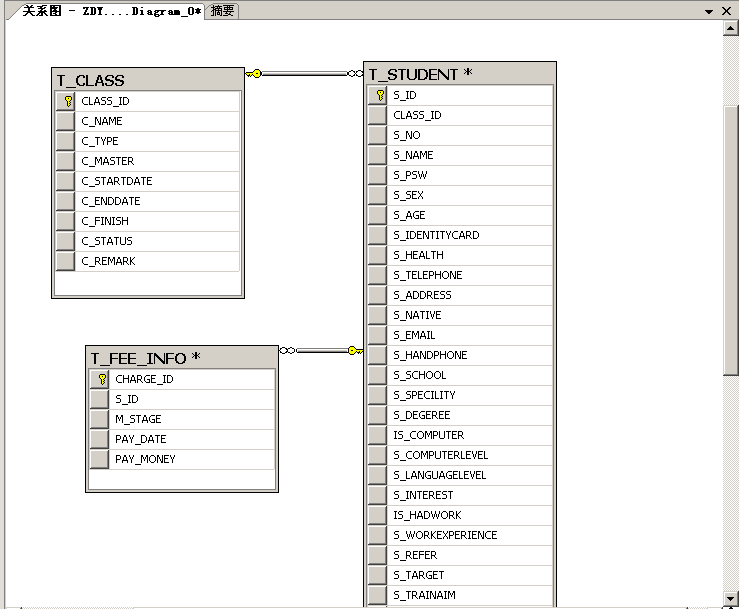 关系图 - ZDY....Diagram_0*
摘要
T_CLASS
CLASS_ID
C_NAME
C_TYPE
C_MASTER
C_STARTDATE
C_ENDDATE
C_FINISH
C_STATUS
C_REMARK
T_FEE_INFO *
CHARGE_ID
S_ID
M_STAGE
PAY_DATE
PAY_MONEY
T_STUDENT *
S_ID
CLASS_ID
S_NO
S_NAME
S_PSW
S_SEX
S_AGE
S_IDENTITYCARD
S_HEALTH
S_TELEPHONE
S_ADDRESS
S_NATIVE
S_EMAIL
S_HANDPHONE
S_SCHOOL
S_SPECILITY
S_DEGEREE
IS_COMPUTER
S_COMPUTERLEVEL
S_LANGUAGELEVEL
S_INTEREST
IS_HADWORK
S_WORKEXPERIENCE
S_REFER
S_TARGET
S_TRAINAIM